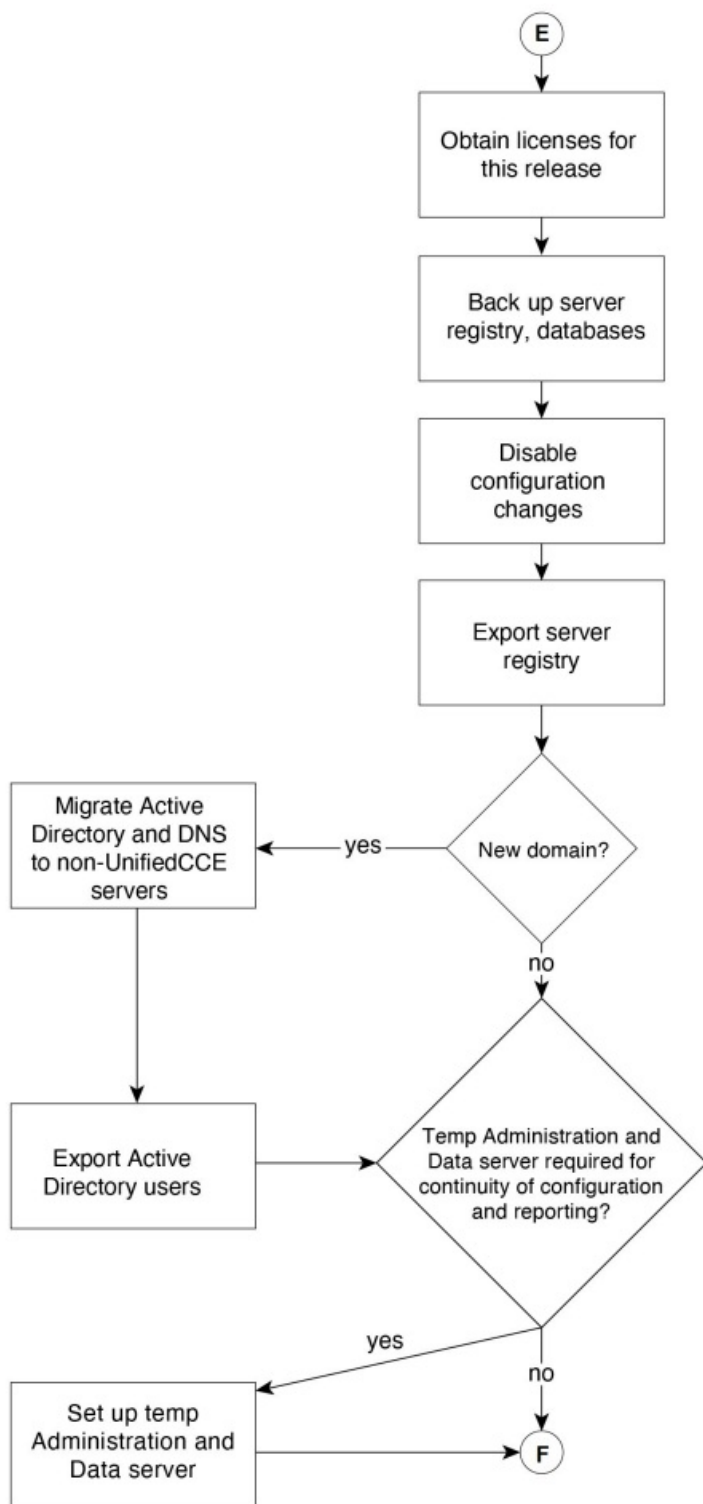 E
Obtain licenses for
this release
Back up server
registry, databases
Disable
configuration
changes
Export server
registry
New domain?
yes
Migrate Active
Directory and DNS
to non-UnifiedCCE
servers
no
Export Active
Directory users
Temp Administration and
Data server required for
continuity of configuration
and reporting?
yes
no
Set up temp
Administration and
Data server
F